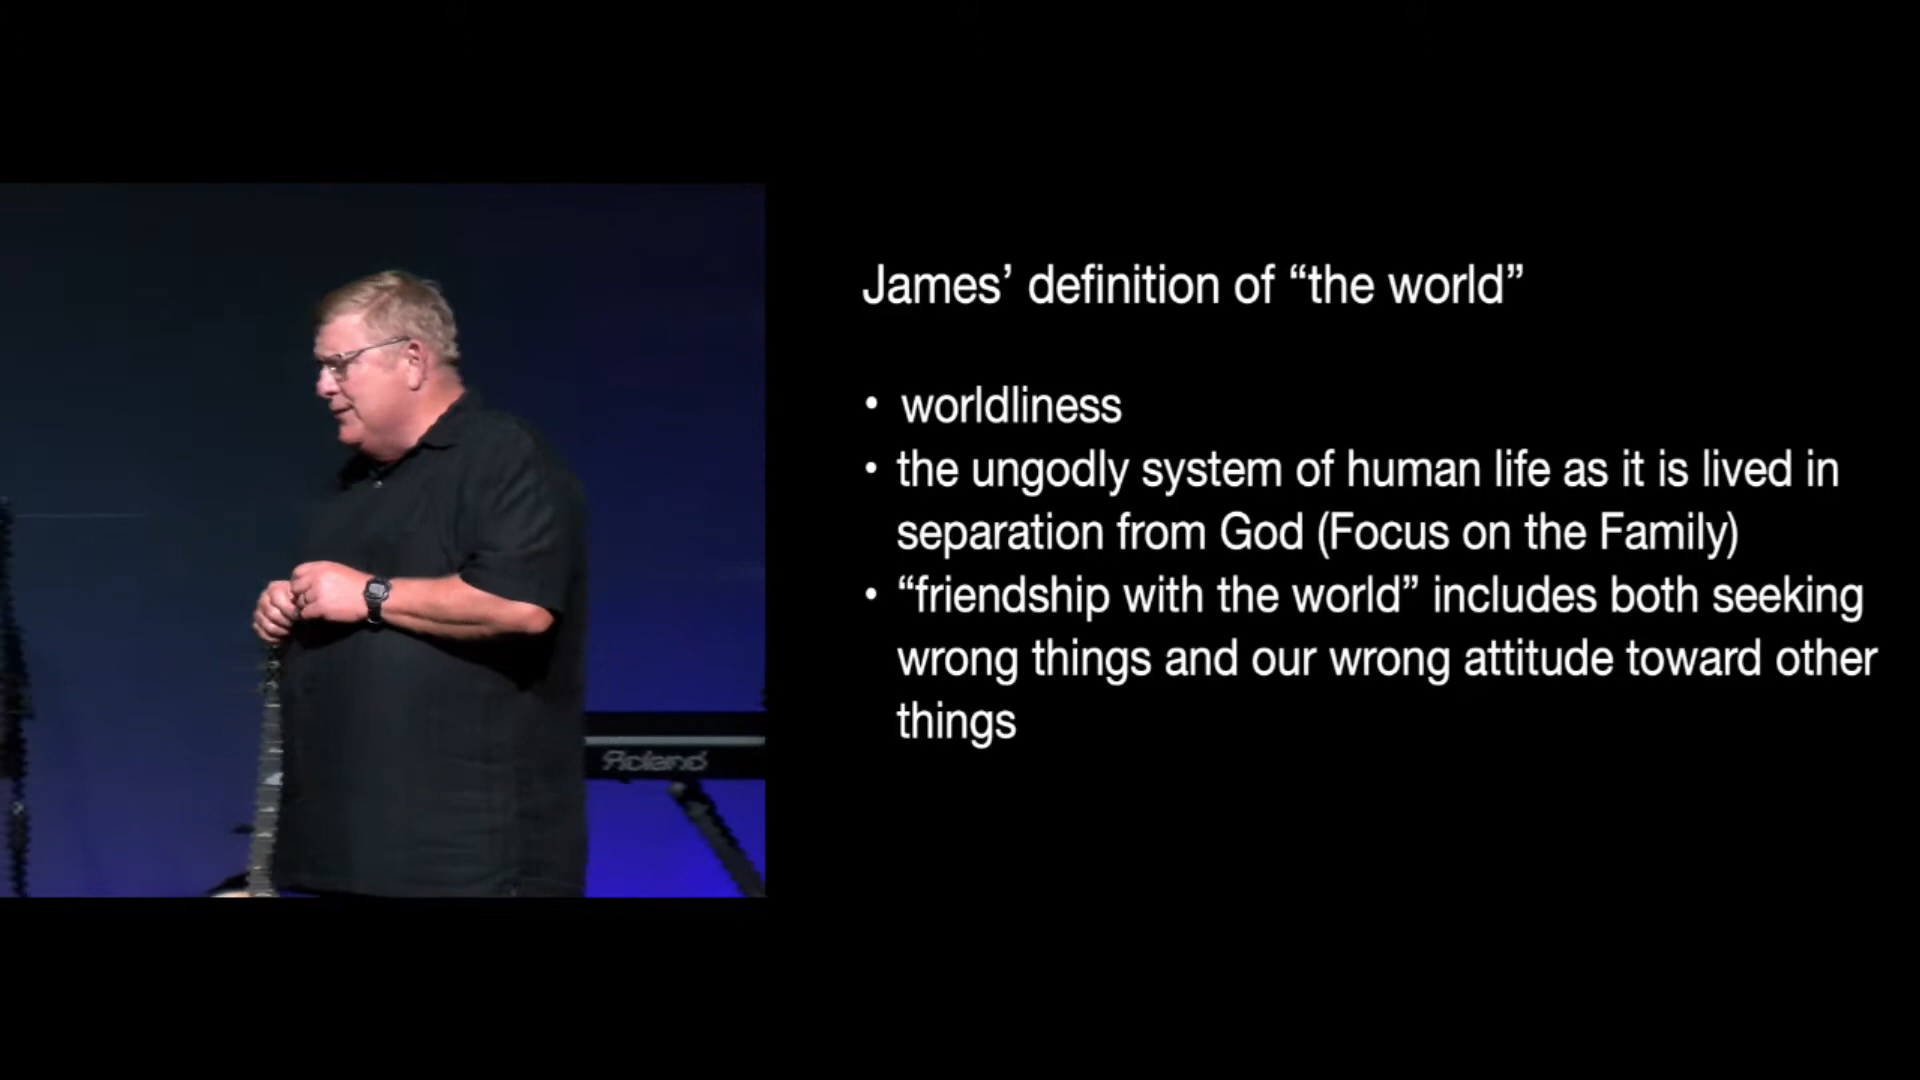 James’ definition of “the world”
• worldliness
• the ungodly system of human life as it is lived in
separation from God (Focus on the Family)
• “friendship with the world” includes both seeking
wrong things and our wrong attitude toward other
things
Roland